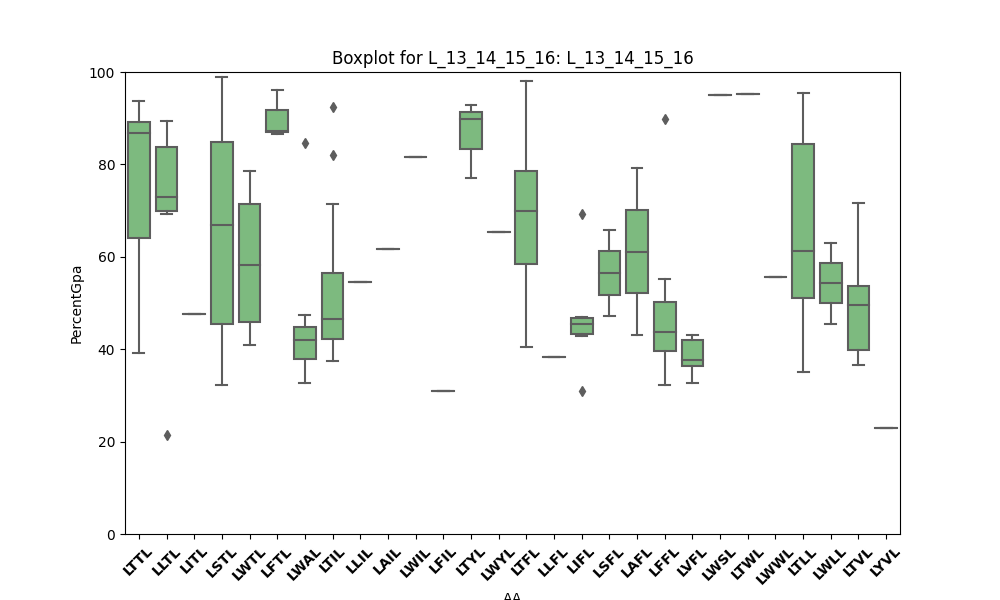 Boxplot for L_13_14_15_16: L_13_14_15_16
PercentGpa
100
80
60
40
20
0
LTTL LLTL LITL LSTL LWTL LFTL LWAL LTIL LLIL LAIL LWIL LFIL LTYL LWYL LTFL LLFL LIFL LSFL LAFL LFFL LVFL LWSL LTWL LWWL LTLL LWLL LTVL LYVL
AA